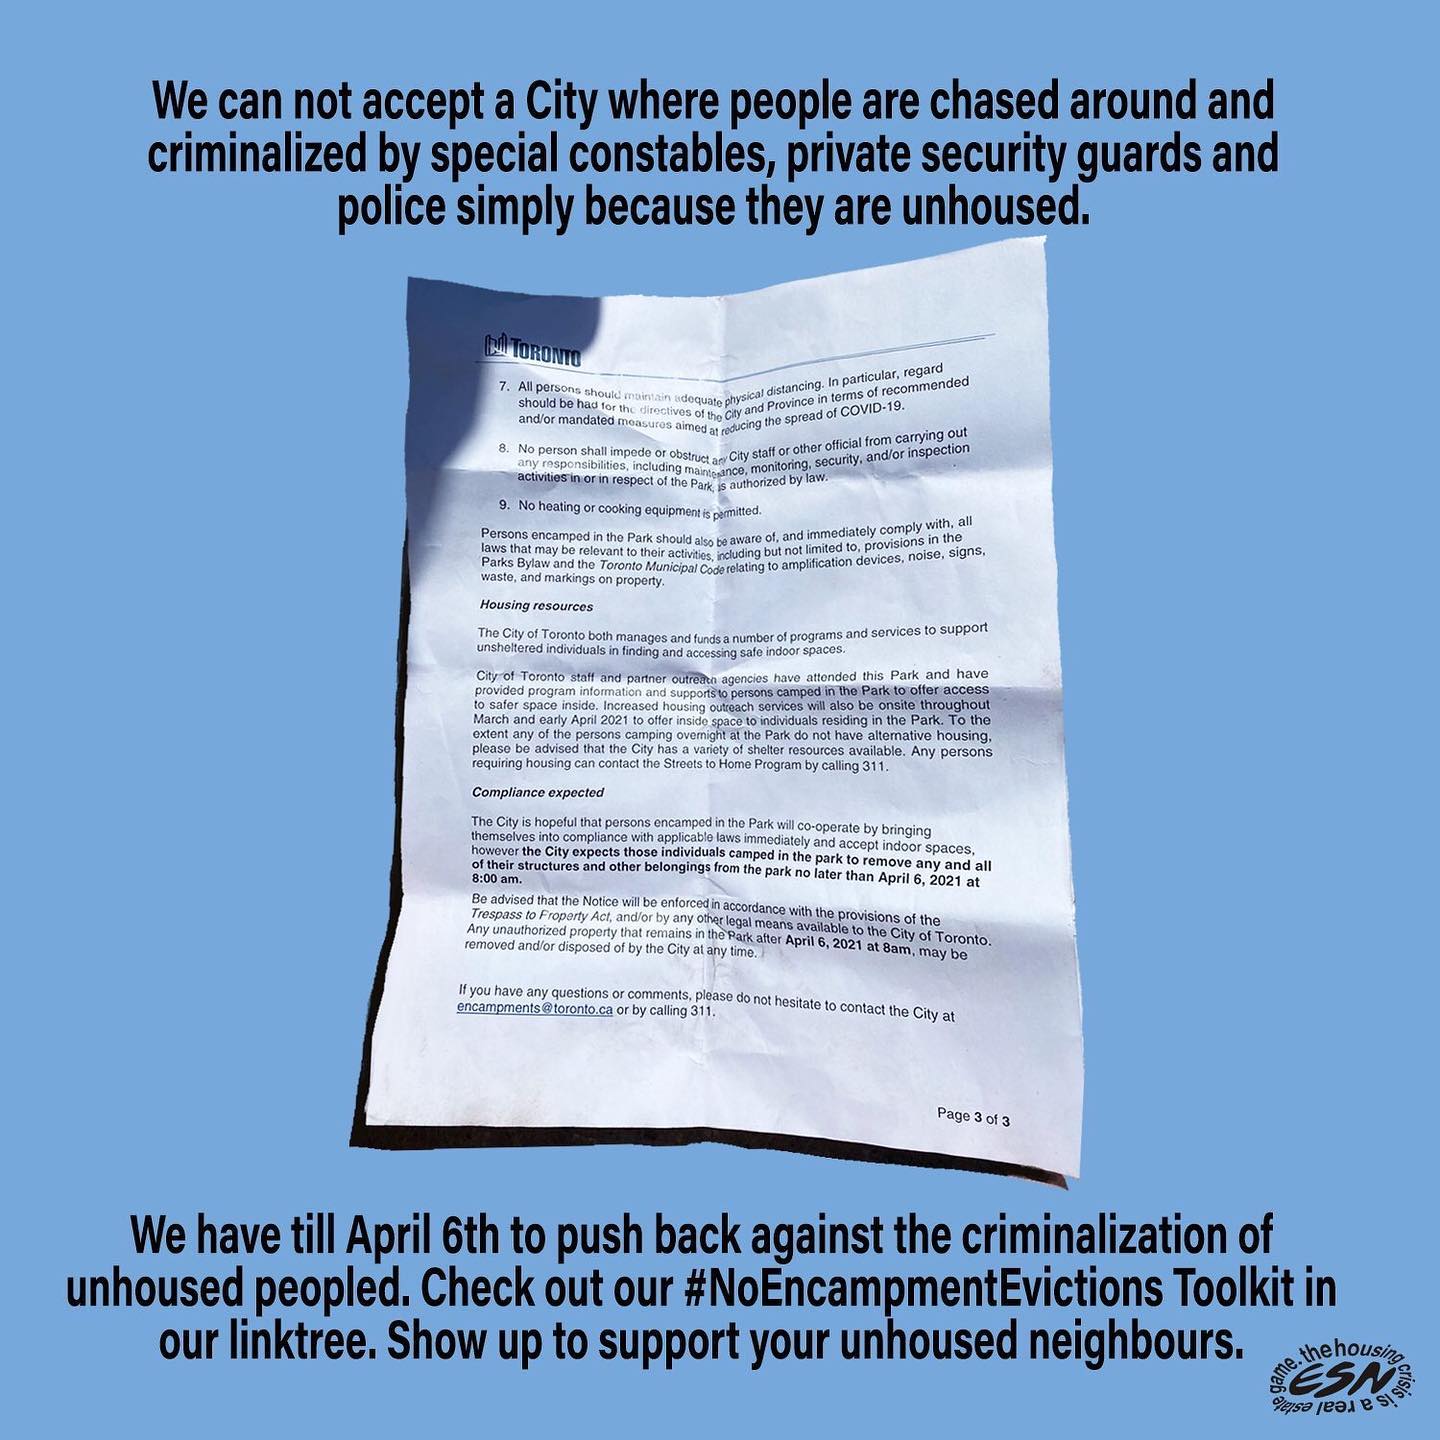 We can not accept a City where people are chased around and
criminalized by special constables, private security guards and
police simply because they are unhoused.
TORONTO
7. All persons should maintain adequate physical distancing. In particular, regard
should be had for the directives of the City and Province in terms of recommended
and/or mandated measures aimed at reducing the spread of COVID-19.
8. No person shall impede or obstruct any City staff or other official from carrying out
any responsibilities, including maintenance, monitoring, security, and/or inspection
activities in or in respect of the Park, as authorized by law.
9. No heating or cooking equipment is permitted.
Persons encamped in the Park should also be aware of, and immediately comply with, all
laws that may be relevant to their activities, including but not limited to, provisions in the
Parks Bylaw and the Toronto Municipal Code relating to amplification devices, noise, signs,
waste, and markings on property.
Housing resources
The City of Toronto both manages and funds a number of programs and services to support
unsheltered individuals in finding and accessing safe indoor spaces.
City of Toronto staff and partner outreach agencies have attended this Park and have
provided program information and supports to persons camped in the Park to offer access
to safer space inside. Increased housing outreach services will also be onsite throughout
March and early April 2021 to offer inside space to individuals residing in the Park. To the
extent any of the persons camping overnight at the Park do not have alternative housing,
please be advised that the City has a variety of shelter resources available. Any persons
requiring housing can contact the Streets to Home Program by calling 311.
Compliance expected
The City is hopeful that persons encamped in the Park will co-operate by bringing
themselves into compliance with applicable laws immediately and accept indoor spaces,
however the City expects those individuals camped in the park to remove any and all
of their structures and other belongings from the park no later than April 6, 2021 at
8:00 am.
Be advised that the Notice will be enforced in accordance with the provisions of the
Trespass to Property Act, and/or by any other legal means available to the City of Toronto.
Any unauthorized property that remains in the Park after April 6, 2021 at 8am, may be
removed and/or disposed of by the City at any time.
If you have any questions or comments, please do not hesitate to contact the City at
encampments@toronto.ca or by calling 311.
Page 3 of 3
We have till April 6th to push back against the criminalization of
unhoused peopled. Check out our #NoEncampmentEvictions Toolkit in
our linktree. Show up to support your unhoused neighbours.
the housing crisis is a real estate game.
ESN